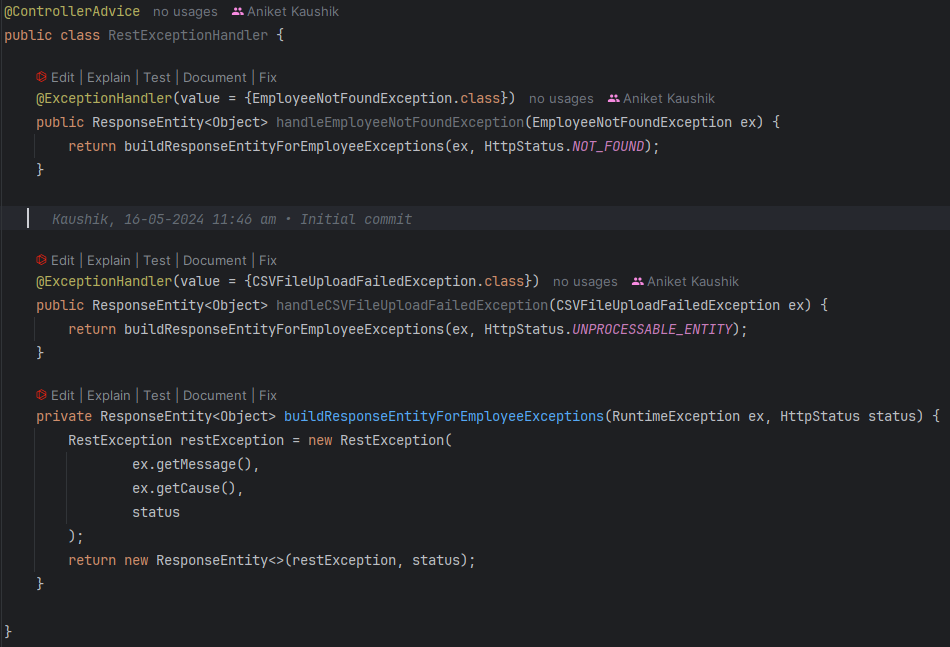 @ControllerAdvice no usages Aniket Kaushik
public class RestExceptionHandler {
Edit | Explain | Test | Document | Fix
@ExceptionHandler(value = {EmployeeNotFoundException.class}) no usages Aniket Kaushik
public ResponseEntity<Object> handleEmployeeNotFoundException(EmployeeNotFoundException ex) {
return buildResponseEntityForEmployeeExceptions(ex, HttpStatus.NOT_FOUND);
}
Kaushik, 16-05-2024 11:46 am • Initial commit
Edit | Explain | Test | Document | Fix
@ExceptionHandler(value = {CSVFileUploadFailedException.class}) no usages Aniket Kaushik
public ResponseEntity<Object> handleCSVFileUploadFailedException(CSVFileUploadFailedException ex) {
return buildResponseEntityForEmployeeExceptions(ex, HttpStatus.UNPROCESSABLE_ENTITY);
}
Edit | Explain | Test | Document | Fix
private ResponseEntity<Object> buildResponseEntityForEmployeeExceptions(RuntimeException ex, HttpStatus status) {
RestException restException = new RestException(
ex.getMessage(),
ex.getCause(),
status
);
return new ResponseEntity<>(restException, status);
}
}